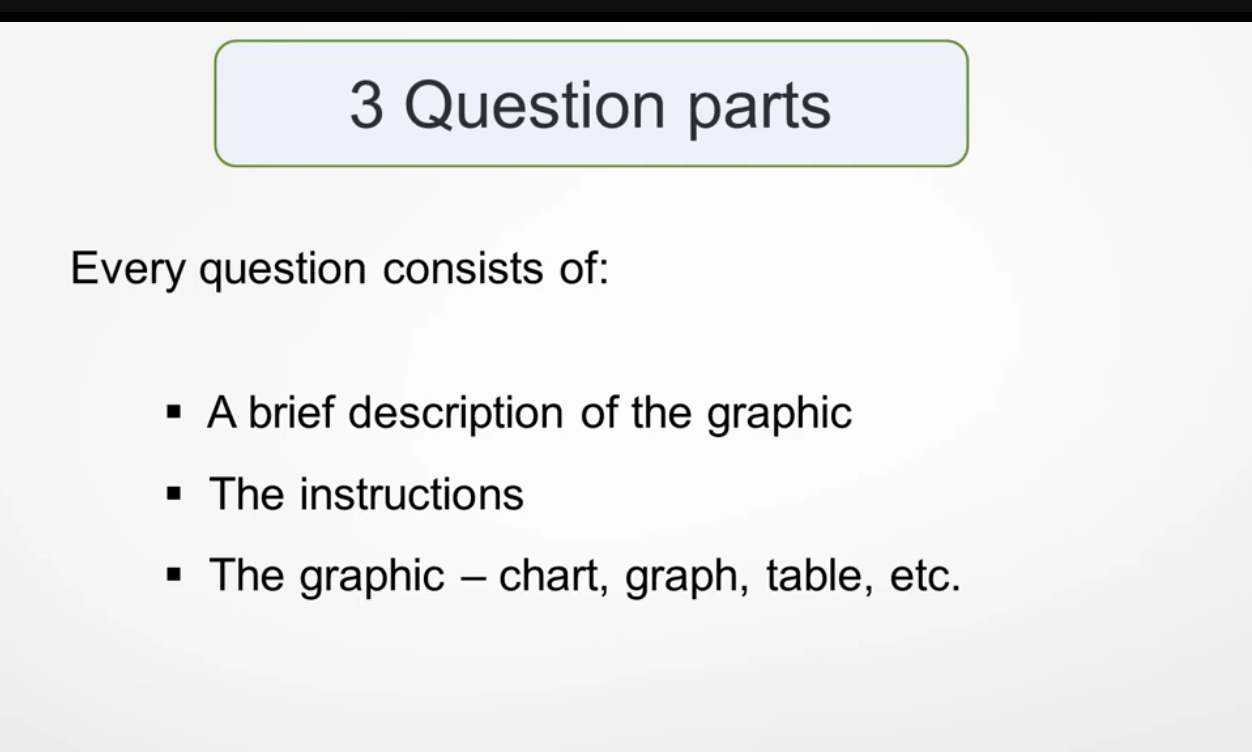 3 Question parts
Every question consists of:
▪ A brief description of the graphic
▪ The instructions
▪ The graphic – chart, graph, table, etc.